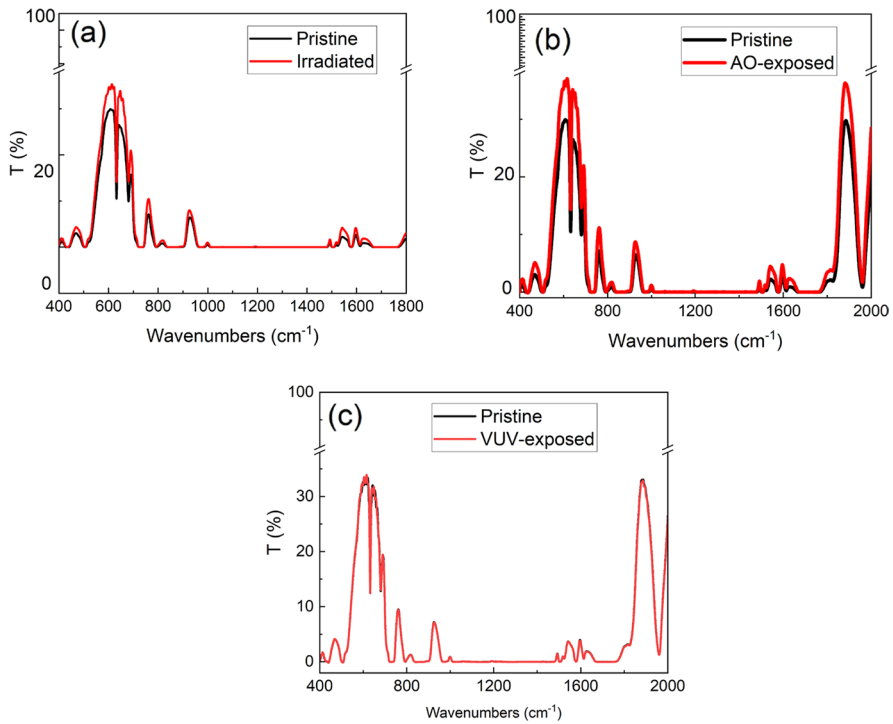 (a)
100
Pristine
Irradiated
T (%)
20
0
400 600 800 1000 1200 1400 1600 1800
Wavenumbers (cm-1)
(b)
100
Pristine
AO-exposed
T (%)
20
0
400 800 1200 1600 2000
Wavenumbers (cm-1)
(c)
100
Pristine
VUV-exposed
T (%)
30
20
10
0
400 800 1200 1600 2000
Wavenumbers (cm-1)